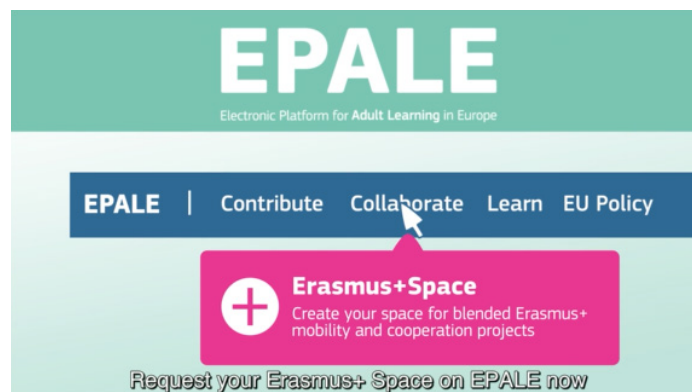 EPALE
Electronic Platform for Adult Learning in Europe
EPALE | Contribute Collaborate Learn EU Policy
Erasmus+Space
Create your space for blended Erasmus+
mobility and cooperation projects
Request your Erasmus+ Space on EPALE now